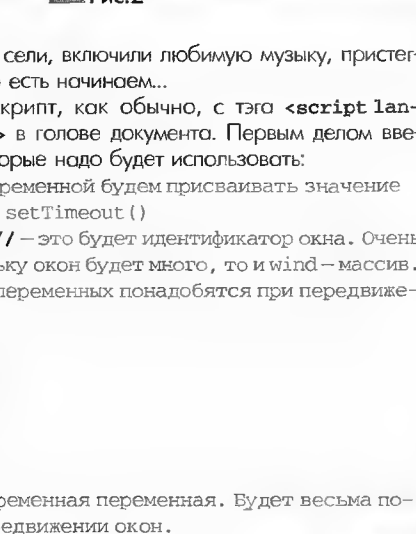 Рис.2
сели, включили любимую музыку, пристег-
есть начинаем...
крипт, как обычно, с тэга <script lan-
> в голове документа. Первым делом вве-
орые надо будет использовать:
ременной будем присваивать значение
setTimeout()
// – это будет идентификатор окна. Очень
ьку окон будет много, то и wind – массив.
переменных понадобятся при передвиже-
ременная переменная. Будет весьма по-
едвижении окон.